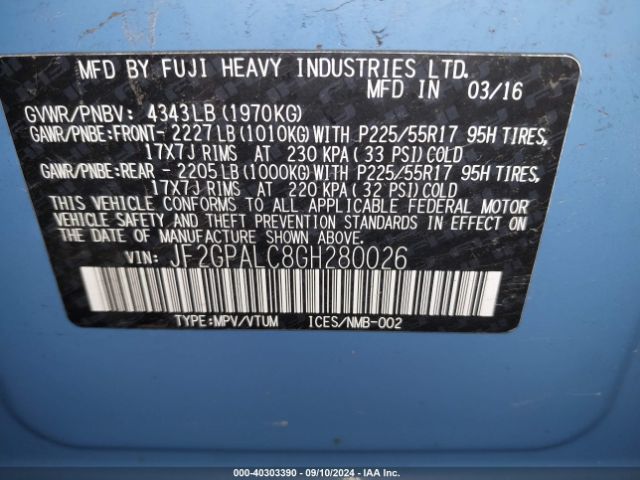 MFD BY FUJI HEAVY INDUSTRIES LTD.
MFD IN 03/16
GVWR/PNBV: 4343LB(1970KG)
GAWR/PNBE:FRONT- 2227LB(1010KG)WITH P225/55R17 95H TIRES,
17X7J RIMS AT 230 KPA(33 PSI)COLD
GAWR/PNBE:REAR - 2205LB(1000KG)WITH P225/55R17 95H TIRES,
17X7J RIMS AT 220 KPA(32 PSI)COLD
THIS VEHICLE CONFORMS TO ALL APPLICABLE FEDERAL MOTOR
VEHICLE SAFETY AND THEFT PREVENTION STANDARDS IN EFFECT ON
THE DATE OF MANUFACTURE SHOWN ABOVE.
VIN: JF2GPALC8GH280026
TYPE:MPV/VTUM ICES/NMB-002
000-40303390 - 09/10/2024 - IAAI.COM